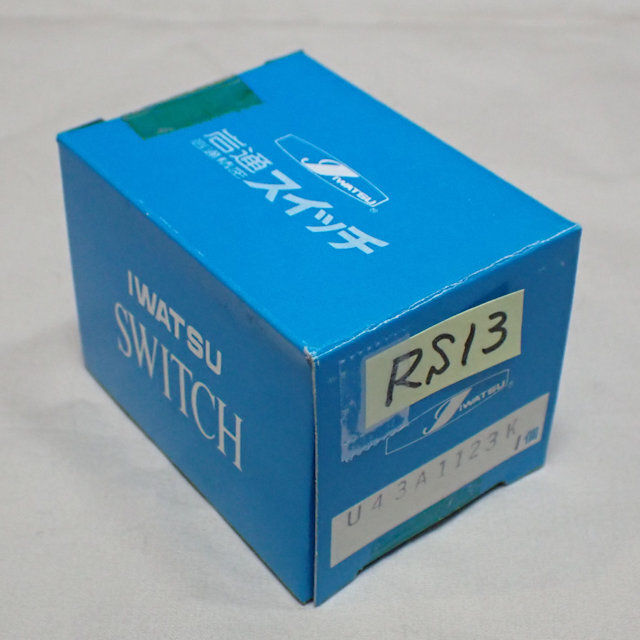 IWATSU®
岩通
スイッチ
IWATSU
SWITCH
RS13
IWATSU®
U43A1123K
1個